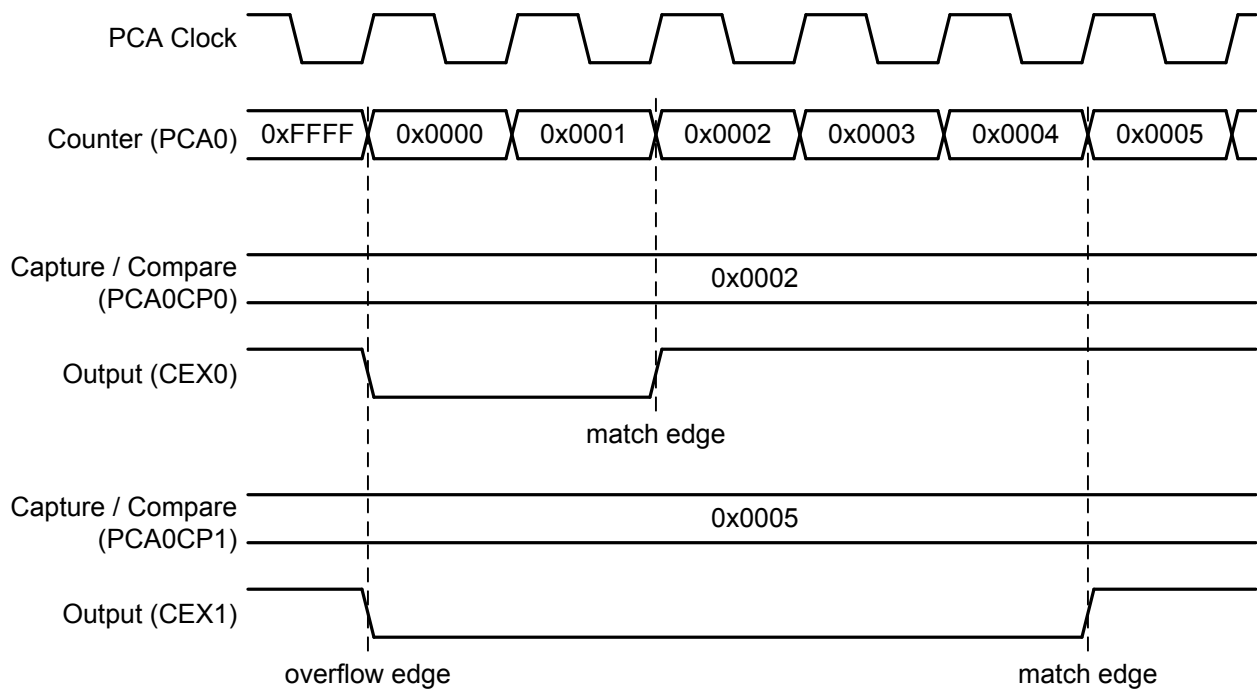 PCA Clock
Counter (PCA0)
0xFFFF 0x0000 0x0001 0x0002 0x0003 0x0004 0x0005
Capture / Compare
(PCA0CP0)
0x0002
Output (CEX0)
match edge
Capture / Compare
(PCA0CP1)
0x0005
Output (CEX1)
overflow edge
match edge